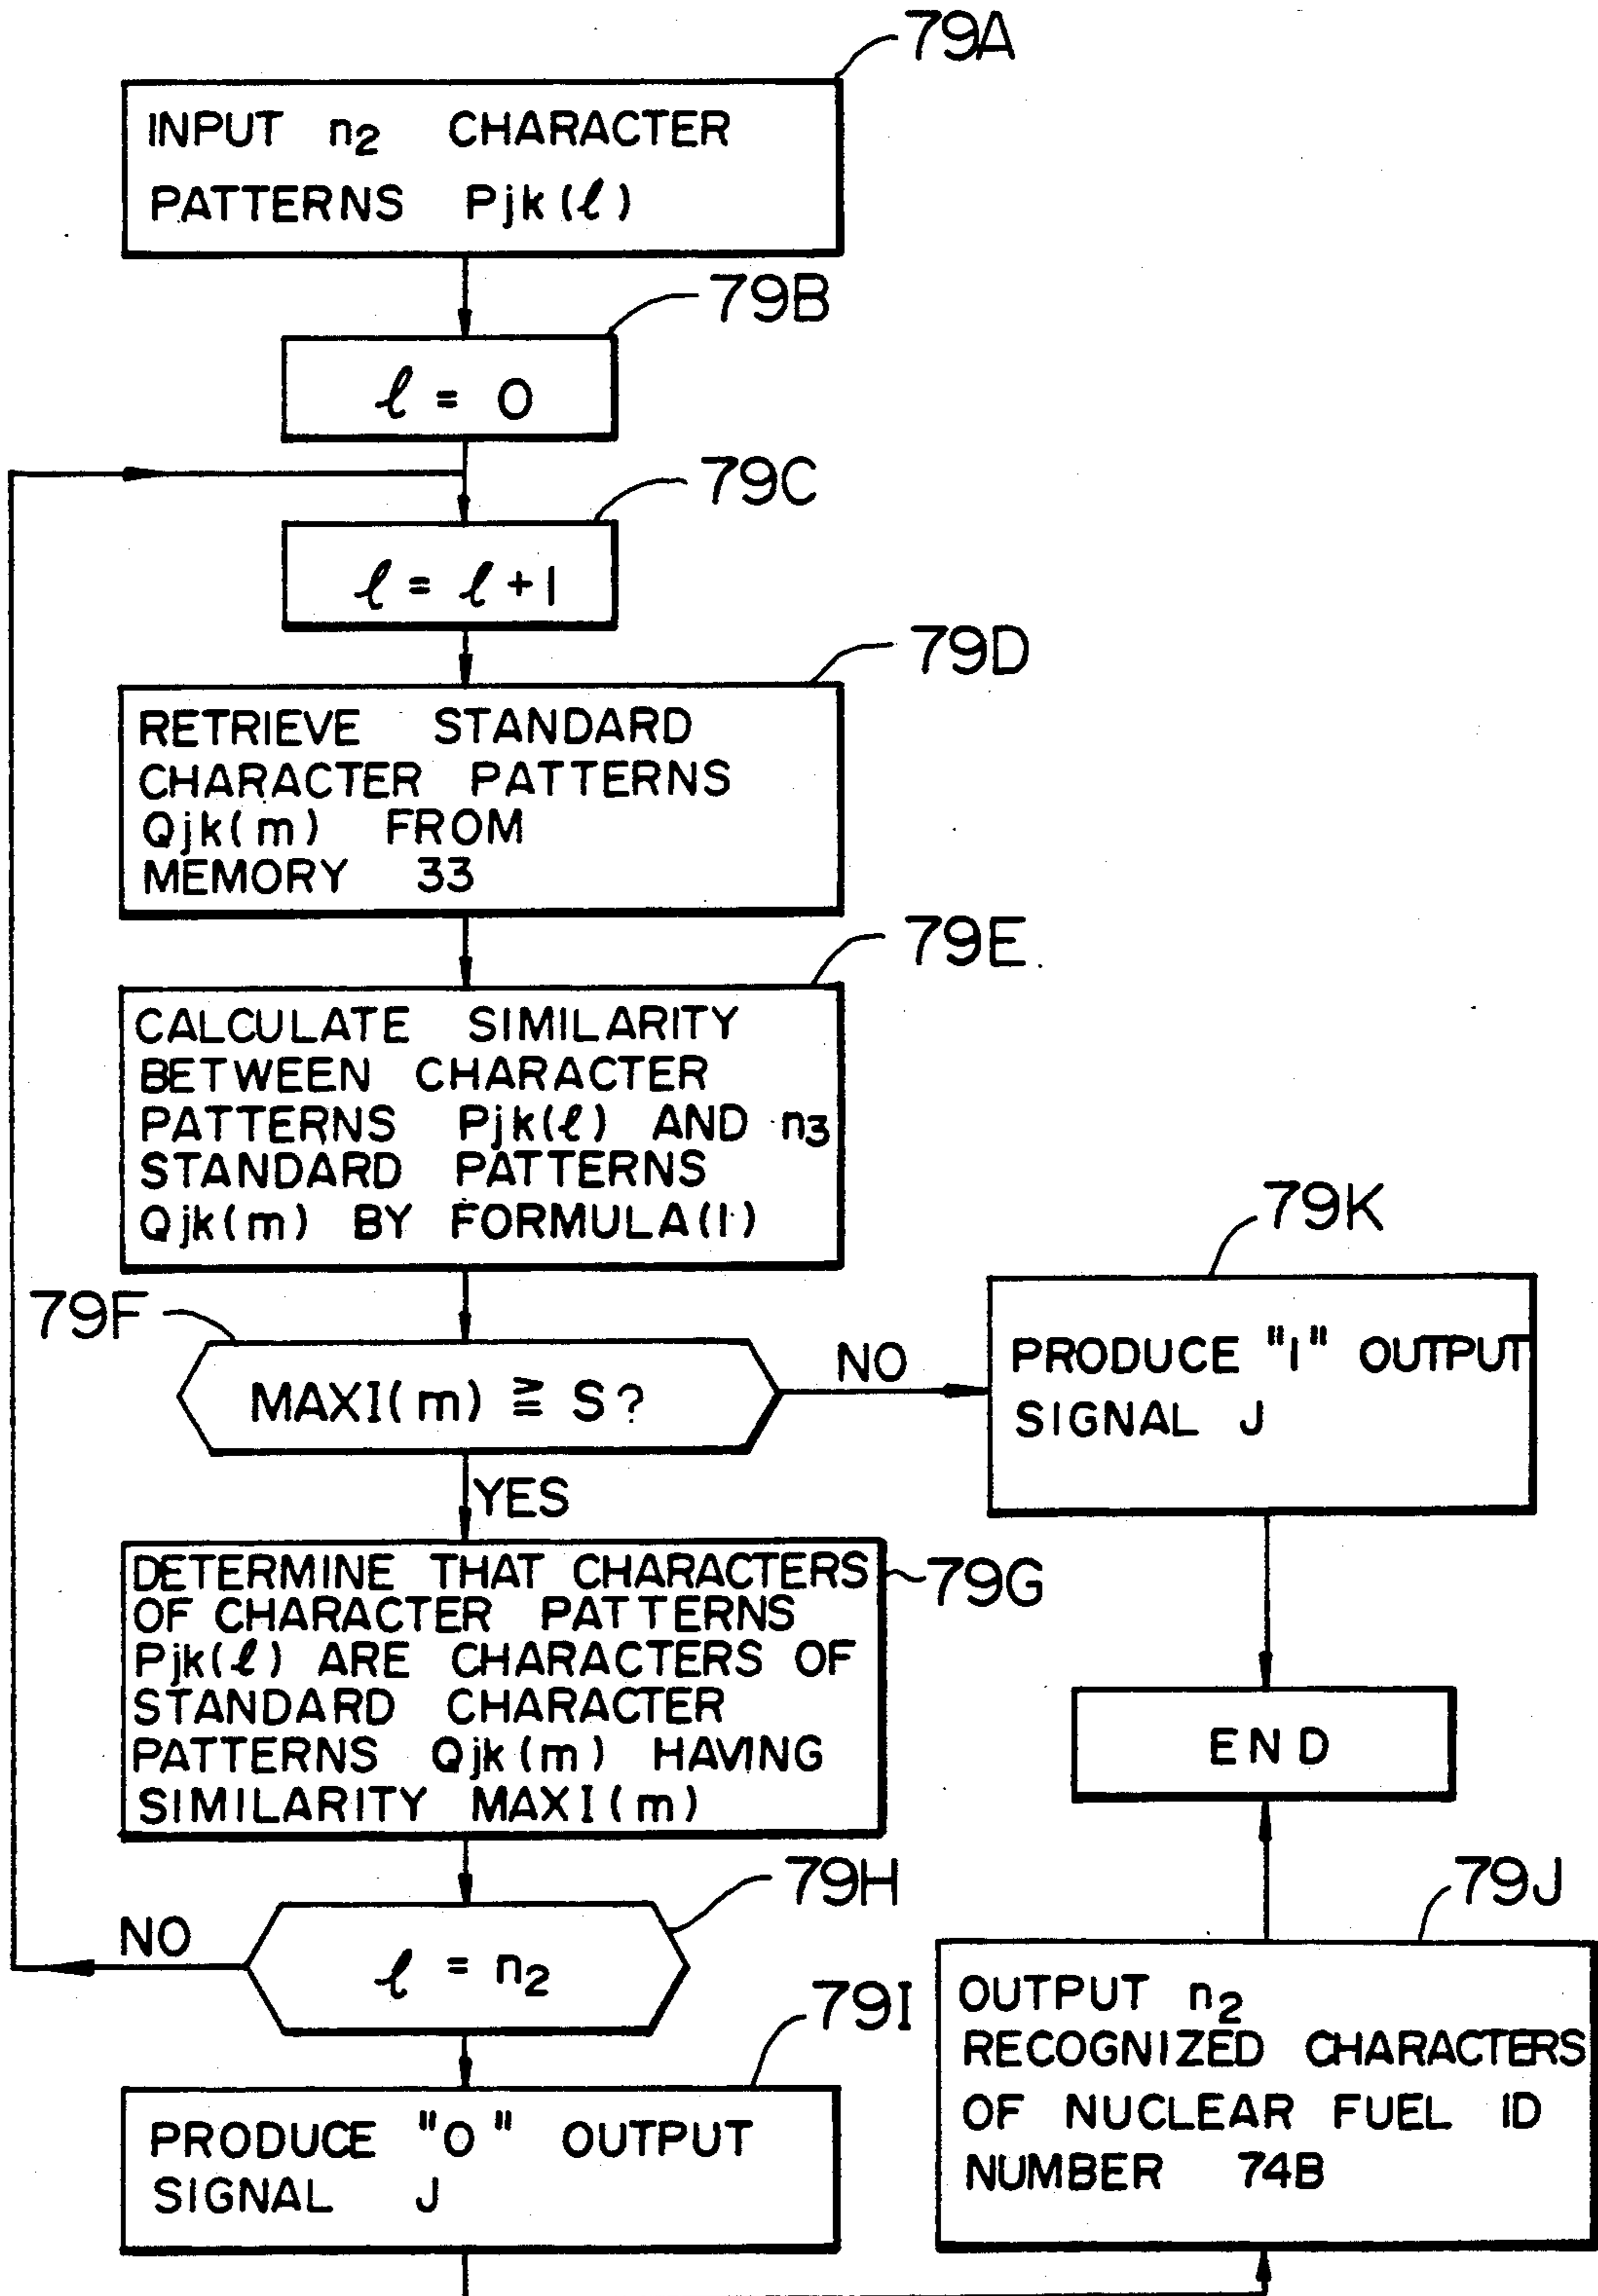 79A
INPUT n₂ CHARACTER
PATTERNS Pjk(ℓ)
79B
ℓ = 0
79C
ℓ = ℓ+1
79D
RETRIEVE STANDARD
CHARACTER PATTERNS
Qjk(m) FROM
MEMORY 33
79E
CALCULATE SIMILARITY
BETWEEN CHARACTER
PATTERNS Pjk(ℓ) AND n₃
STANDARD PATTERNS
Qjk(m) BY FORMULA(1)
79F
MAXI(m) ≧ S?
NO
79K
PRODUCE "1" OUTPUT
SIGNAL J
YES
79G
DETERMINE THAT CHARACTERS
OF CHARACTER PATTERNS
Pjk(ℓ) ARE CHARACTERS OF
STANDARD CHARACTER
PATTERNS Qjk(m) HAVING
SIMILARITY MAXI(m)
END
79H
NO
ℓ = n₂
79I
PRODUCE "0" OUTPUT
SIGNAL J
79J
OUTPUT n₂
RECOGNIZED CHARACTERS
OF NUCLEAR FUEL ID
NUMBER 74B